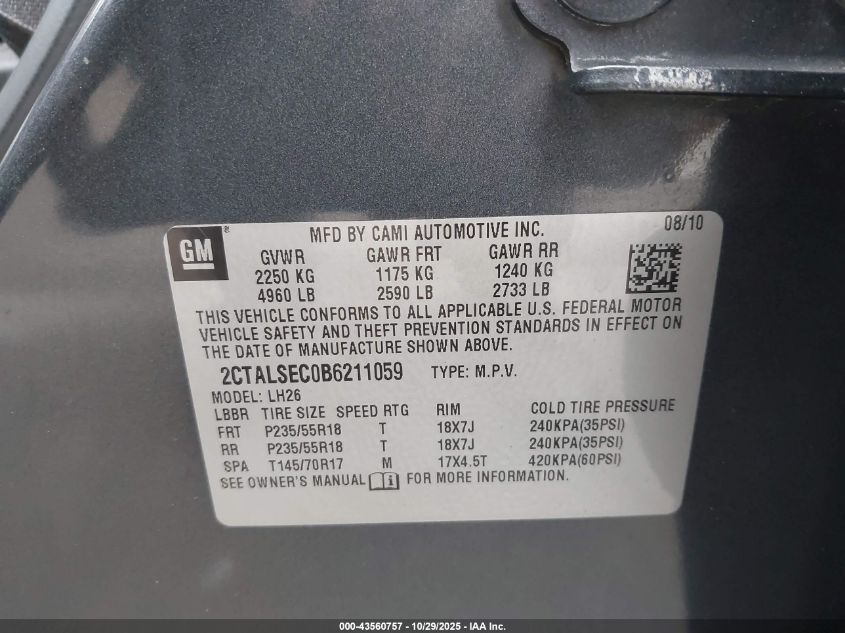 GM
MFD BY CAMI AUTOMOTIVE INC. 08/10
GVWR GAWR FRT GAWR RR
2250 KG 1175 KG 1240 KG
4960 LB 2590 LB 2733 LB
THIS VEHICLE CONFORMS TO ALL APPLICABLE U.S. FEDERAL MOTOR
VEHICLE SAFETY AND THEFT PREVENTION STANDARDS IN EFFECT ON
THE DATE OF MANUFACTURE SHOWN ABOVE.
2CTALSEC0B6211059 TYPE: M.P.V.
MODEL: LH26
LBBR TIRE SIZE SPEED RTG RIM COLD TIRE PRESSURE
FRT P235/55R18 T 18X7J 240KPA(35PSI)
RR P235/55R18 T 18X7J 240KPA(35PSI)
SPA T145/70R17 M 17X4.5T 420KPA(60PSI)
SEE OWNER'S MANUAL i FOR MORE INFORMATION.
000-43560757 - 10/29/2025 - IAA Inc.